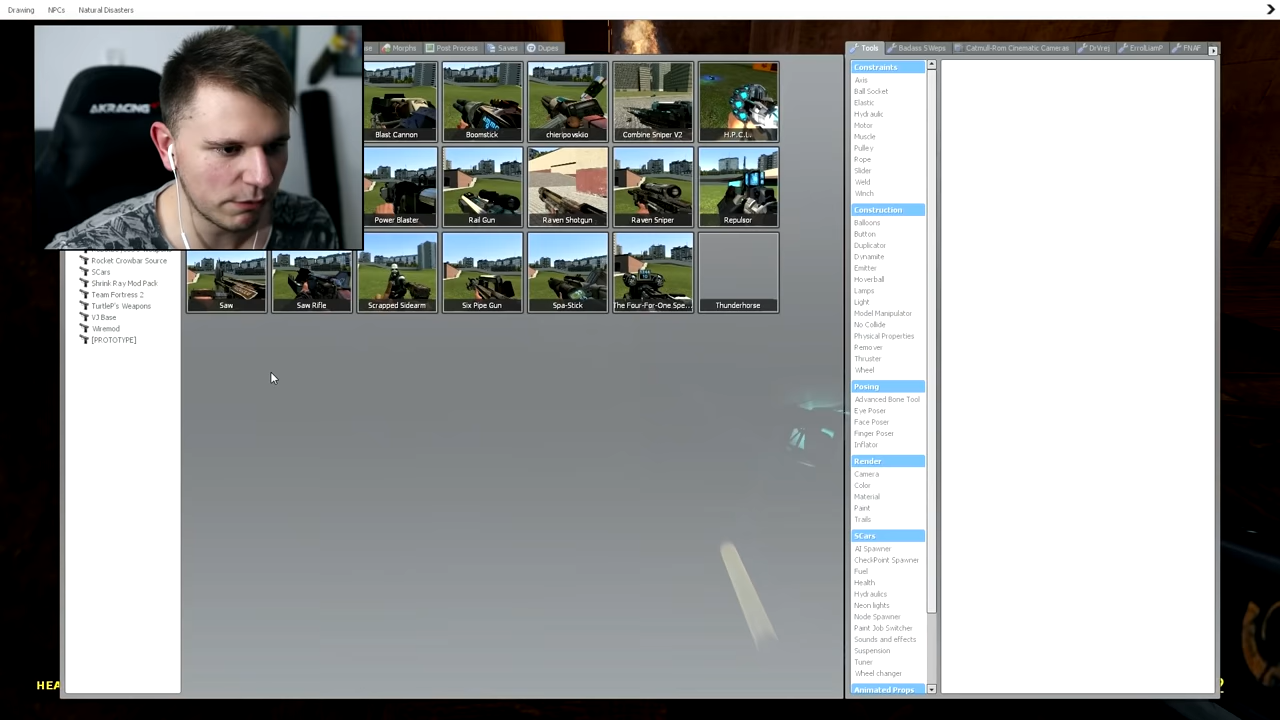 Drawing NPCs Natural Disasters
AKRACING
Morphs Post Process Saves Dupes
Tools Badass SWeps Catmull-Rom Cinematic Cameras DrVrej ErrolLiamP FNAF
Blast Cannon Boomstick chieripovskio Combine Sniper V2 H.P.C.L.
Power Blaster Rail Gun Raven Shotgun Raven Sniper Repulsor
Saw Saw Rifle Scrapped Sidearm Six Pipe Gun Spa-Stick The Four-For-One Spe... Thunderhorse
Rocket Crowbar Source
SCars
Shrink Ray Mod Pack
Team Fortress 2
TurtleP's Weapons
VJ Base
Wiremod
[PROTOTYPE]
HEA
Constraints
Axis
Ball Socket
Elastic
Hydraulic
Motor
Muscle
Pulley
Rope
Slider
Weld
Winch
Construction
Balloons
Button
Duplicator
Dynamite
Emitter
Hoverball
Lamps
Light
Model Manipulator
No Collide
Physical Properties
Remover
Thruster
Wheel
Posing
Advanced Bone Tool
Eye Poser
Face Poser
Finger Poser
Inflator
Render
Camera
Color
Material
Paint
Trails
SCars
AI Spawner
CheckPoint Spawner
Fuel
Health
Hydraulics
Neon lights
Node Spawner
Paint Job Switcher
Sounds and effects
Suspension
Tuner
Wheel changer
Animated Props